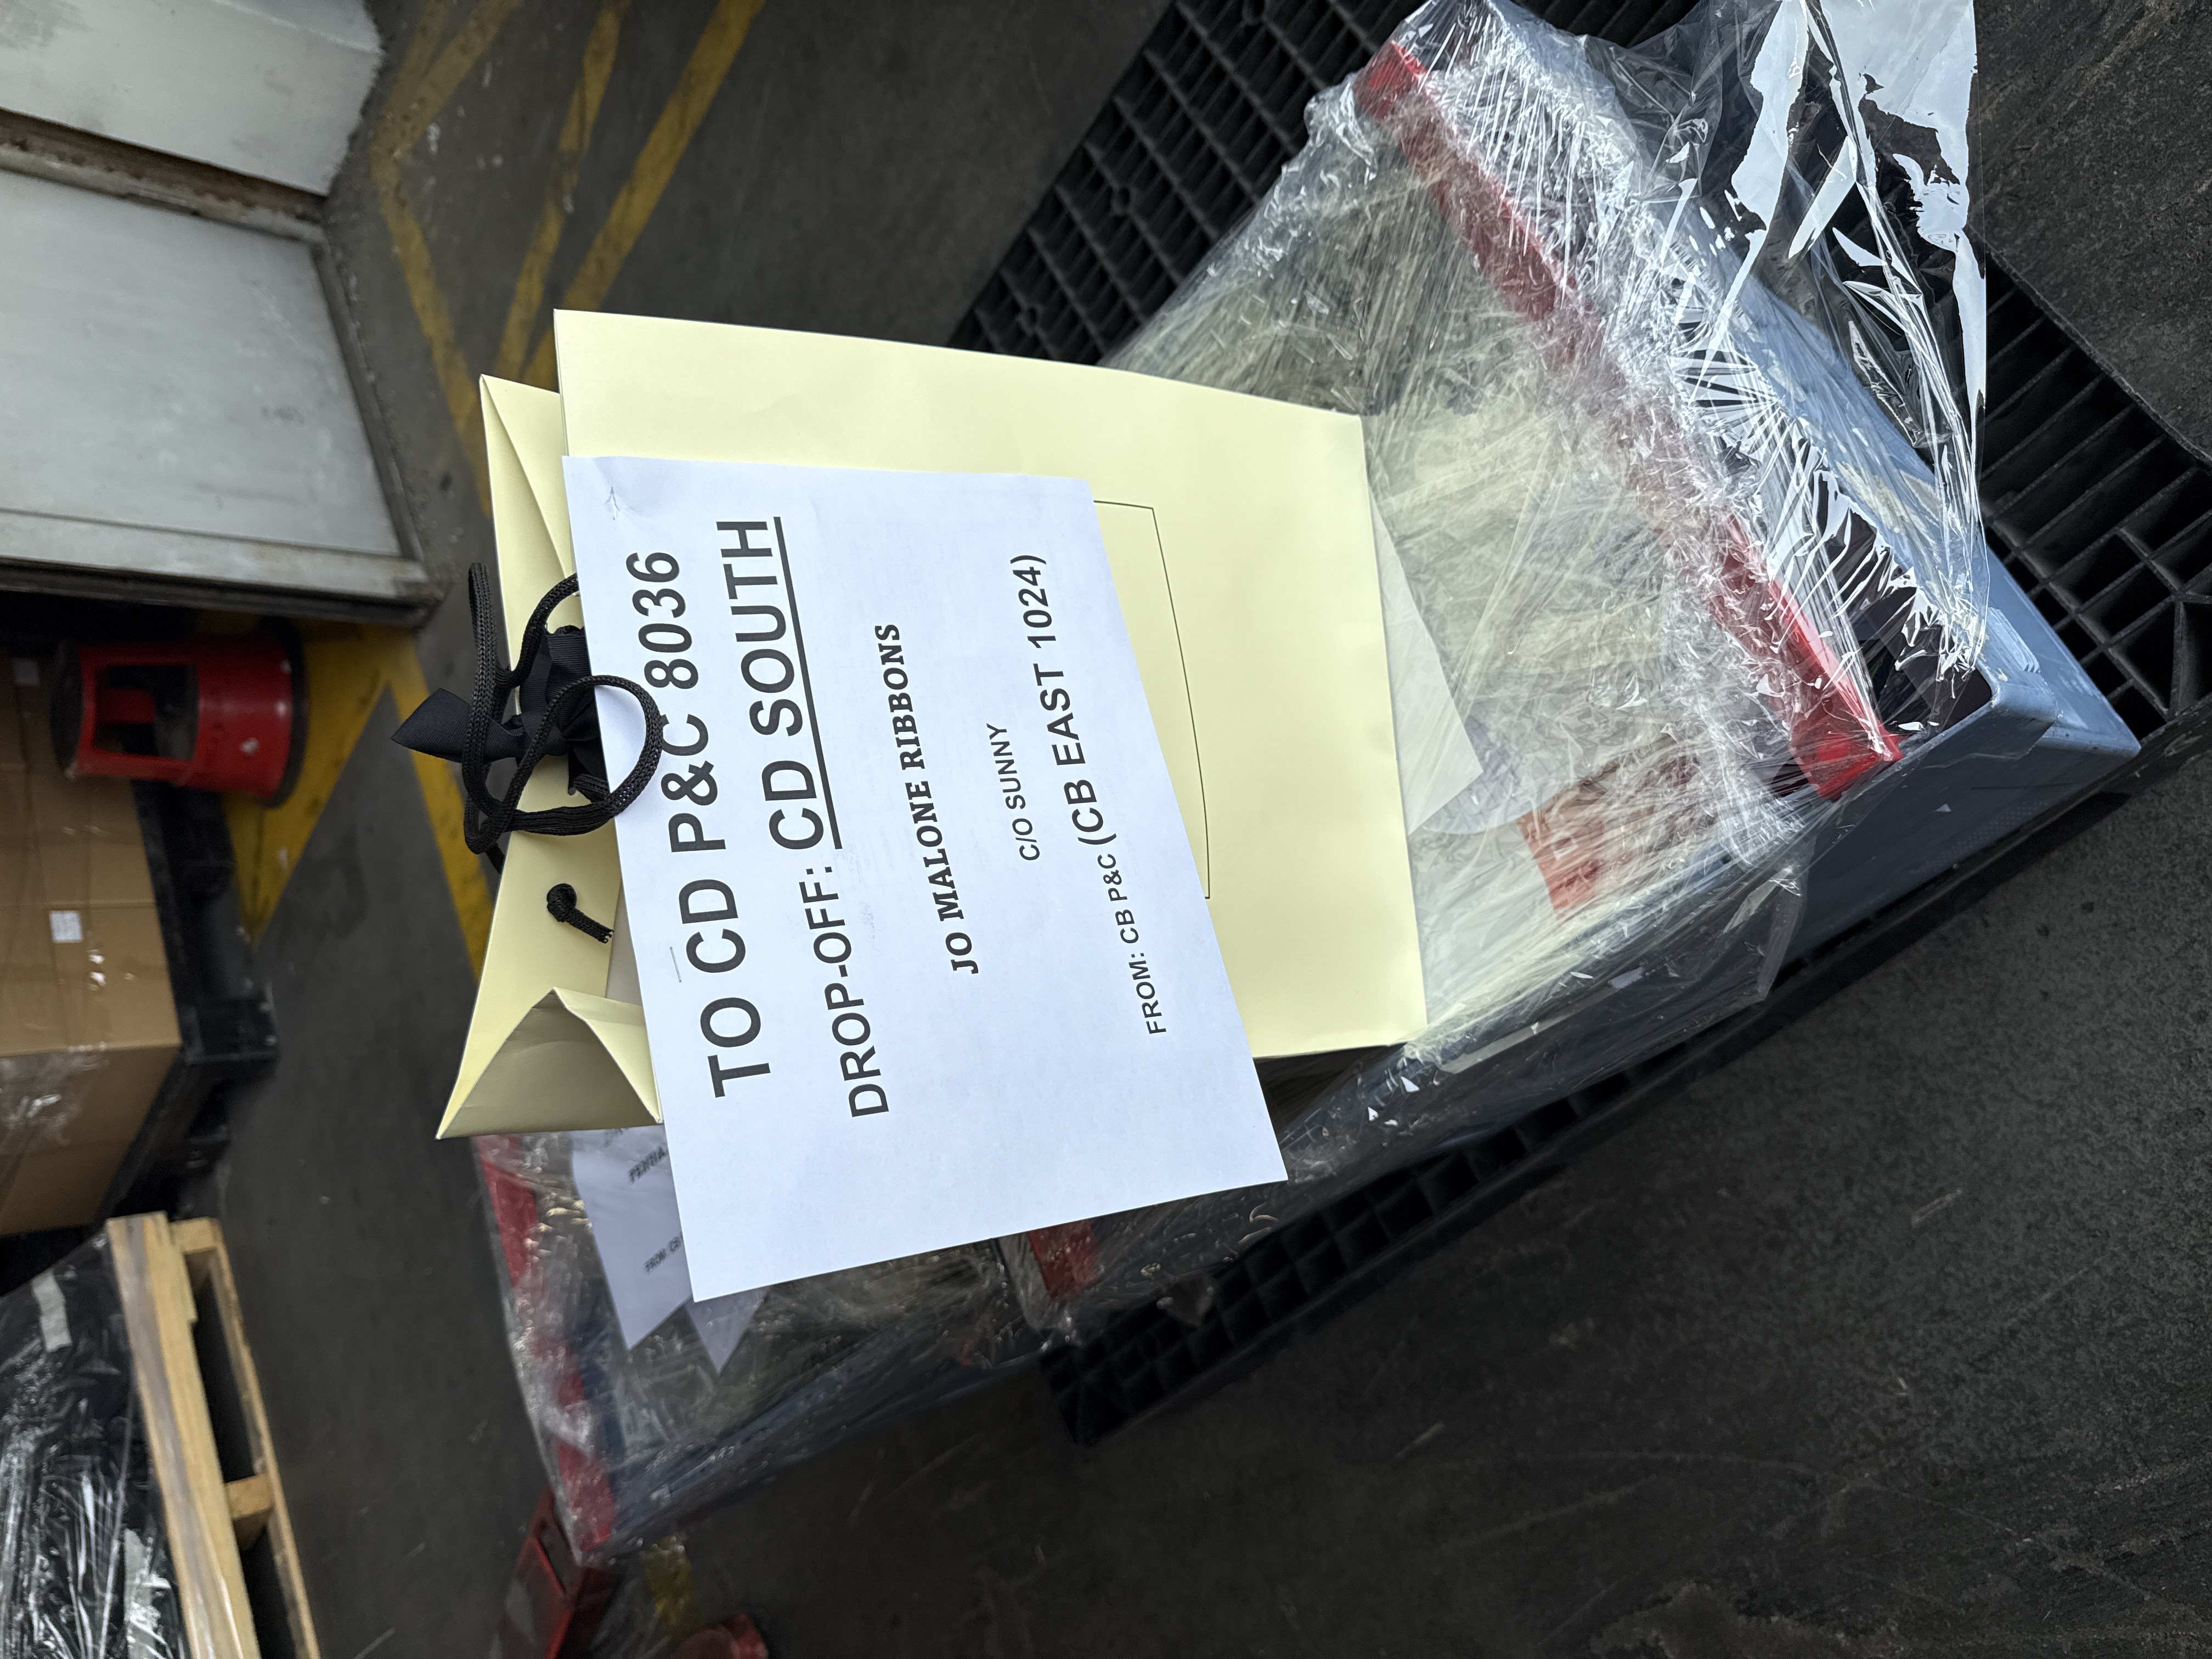 TO CD P&C 8036
DROP-OFF: CD SOUTH
JO MALONE RIBBONS
C/O SUNNY
FROM: CB P&C (CB EAST 1024)